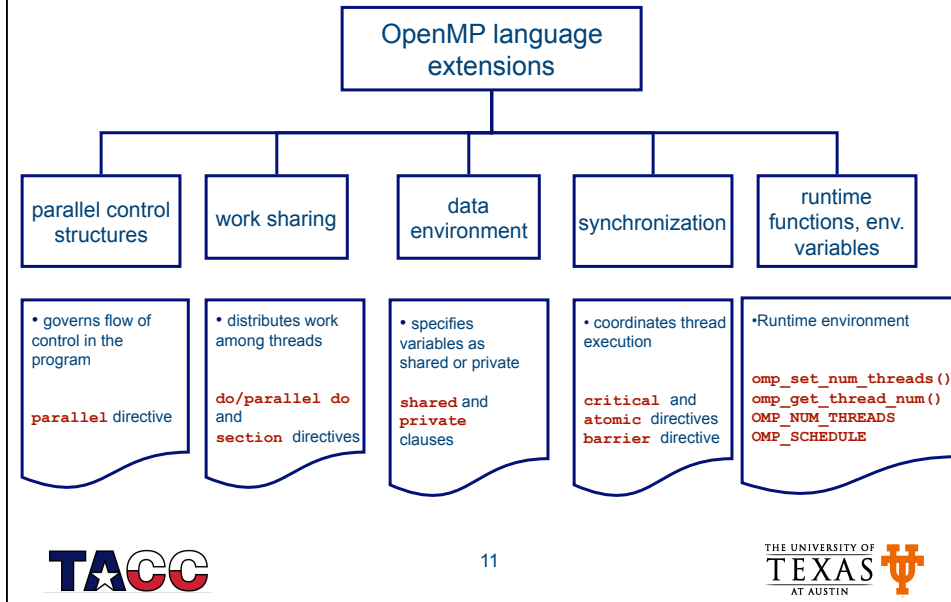 OpenMP language
extensions
parallel control
structures
work sharing
data
environment
synchronization
runtime
functions, env.
variables
• governs flow of
control in the
program
parallel directive
• distributes work
among threads
do/parallel do
and
section directives
• specifies
variables as
shared or private
shared and
private
clauses
• coordinates thread
execution
critical and
atomic directives
barrier directive
•Runtime environment
omp_set_num_threads()
omp_get_thread_num()
OMP_NUM_THREADS
OMP_SCHEDULE
TACC
11
THE UNIVERSITY OF
TEXAS
AT AUSTIN